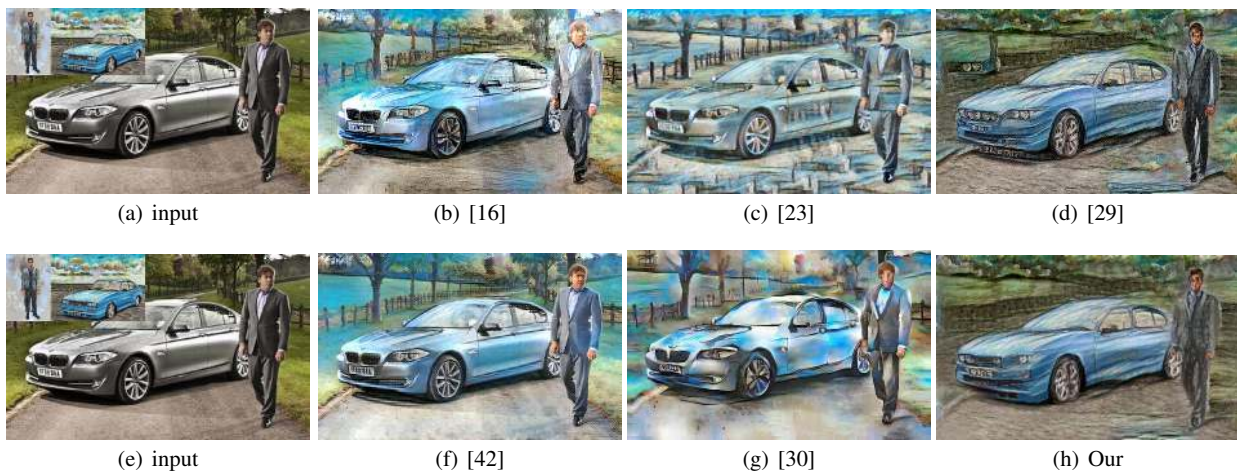 (a) input
(b) [16]
(c) [23]
(d) [29]
(e) input
(f) [42]
(g) [30]
(h) Our